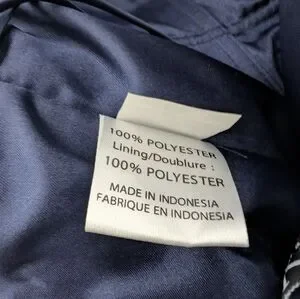 100% POLYESTER
Lining/Doublure :
100% POLYESTER
MADE IN INDONESIA
FABRIQUE EN INDONESIA